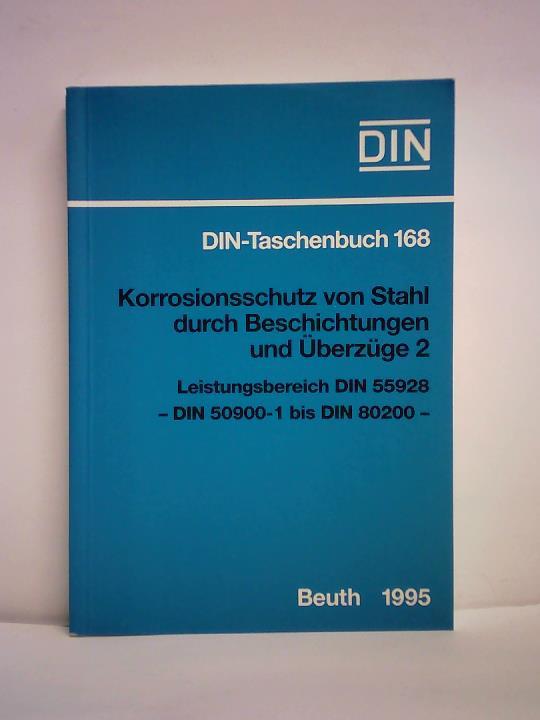 DIN
DIN-Taschenbuch 168
Korrosionsschutz von Stahl
durch Beschichtungen
und Überzüge 2
Leistungsbereich DIN 55928
– DIN 50900-1 bis DIN 80200 –
Beuth 1995